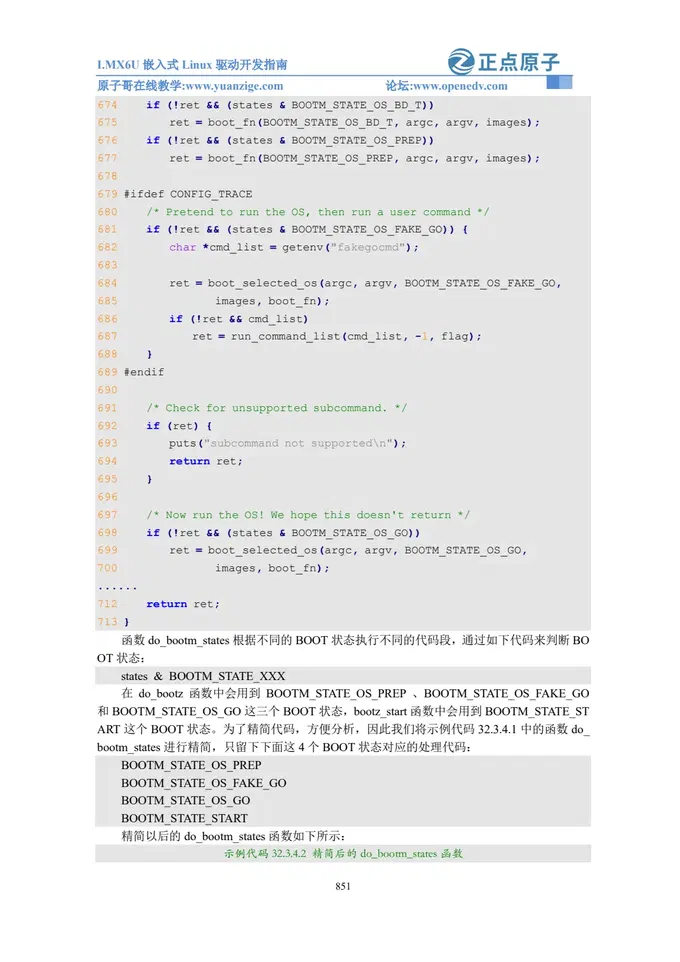 I.MX6U 嵌入式 Linux 驱动开发指南
正点原子
原子哥在线教学:www.yuanzige.com 论坛:www.openedv.com
674 if (!ret && (states & BOOTM_STATE_OS_BD_T))
675 ret = boot_fn(BOOTM_STATE_OS_BD_T, argc, argv, images);
676 if (!ret && (states & BOOTM_STATE_OS_PREP))
677 ret = boot_fn(BOOTM_STATE_OS_PREP, argc, argv, images);
678
679 #ifdef CONFIG_TRACE
680 /* Pretend to run the OS, then run a user command */
681 if (!ret && (states & BOOTM_STATE_OS_FAKE_GO)) {
682 char *cmd_list = getenv("fakegocmd");
683
684 ret = boot_selected_os(argc, argv, BOOTM_STATE_OS_FAKE_GO,
685 images, boot_fn);
686 if (!ret && cmd_list)
687 ret = run_command_list(cmd_list, -1, flag);
688 }
689 #endif
690
691 /* Check for unsupported subcommand. */
692 if (ret) {
693 puts("subcommand not supported\n");
694 return ret;
695 }
696
697 /* Now run the OS! We hope this doesn't return */
698 if (!ret && (states & BOOTM_STATE_OS_GO))
699 ret = boot_selected_os(argc, argv, BOOTM_STATE_OS_GO,
700 images, boot_fn);
......
712 return ret;
713 }
函数 do_bootm_states 根据不同的 BOOT 状态执行不同的代码段，通过如下代码来判断 BO
OT 状态：
states & BOOTM_STATE_XXX
在 do_bootz 函数中会用到 BOOTM_STATE_OS_PREP 、BOOTM_STATE_OS_FAKE_GO
和 BOOTM_STATE_OS_GO 这三个 BOOT 状态，bootz_start 函数中会用到 BOOTM_STATE_ST
ART 这个 BOOT 状态。为了精简代码，方便分析，因此我们将示例代码 32.3.4.1 中的函数 do_
bootm_states 进行精简，只留下下面这 4 个 BOOT 状态对应的处理代码：
BOOTM_STATE_OS_PREP
BOOTM_STATE_OS_FAKE_GO
BOOTM_STATE_OS_GO
BOOTM_STATE_START
精简以后的 do_bootm_states 函数如下所示：
示例代码 32.3.4.2 精简后的 do_bootm_states 函数
851